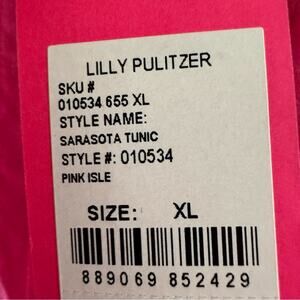 LILLY PULITZER
SKU #
010534 655 XL
STYLE NAME:
SARASOTA TUNIC
STYLE #: 010534
PINK ISLE
SIZE: XL
889069 852429